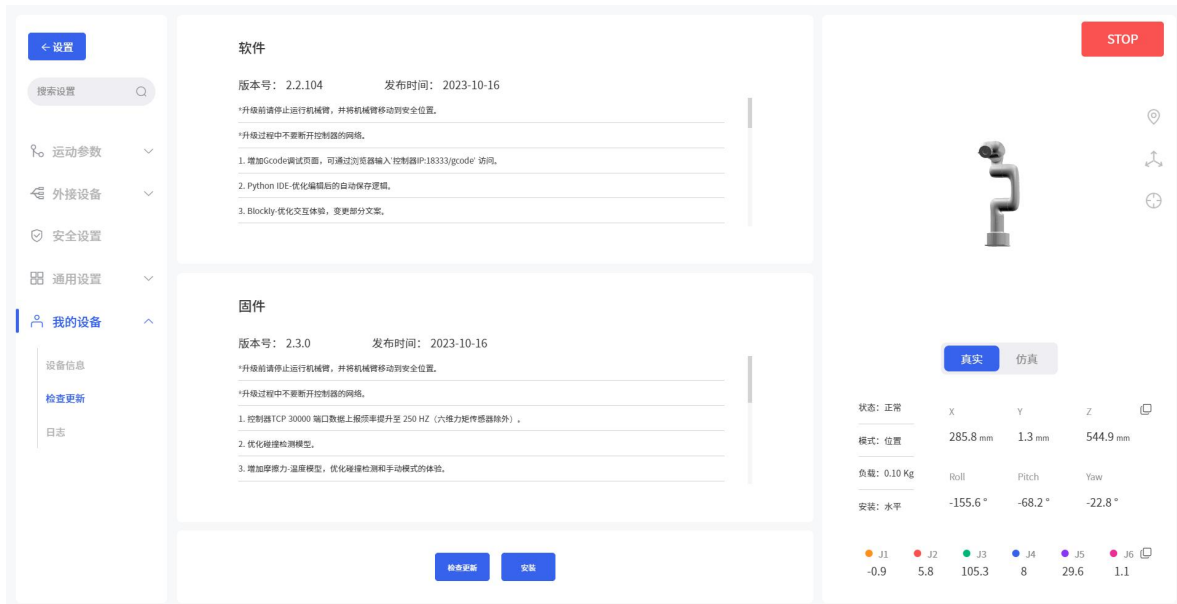 ←设置
搜索设置
运动参数
外接设备
安全设置
通用设置
我的设备
设备信息
检查更新
日志
软件
版本号： 2.2.104 发布时间： 2023-10-16
*升级前请停止运行机械臂，并将机械臂移动到安全位置。
*升级过程中不要断开控制器的网络。
1. 增加Gcode调试页面，可通过浏览器输入'控制器IP:18333/gcode' 访问。
2. Python IDE-优化编辑后的自动保存逻辑。
3. Blockly-优化交互体验，变更部分文案。
固件
版本号： 2.3.0 发布时间： 2023-10-16
*升级前请停止运行机械臂，并将机械臂移动到安全位置。
*升级过程中不要断开控制器的网络。
1. 控制器TCP 30000 端口数据上报频率提升至 250 HZ（六维力矩传感器除外）。
2. 优化碰撞检测模型。
3. 增加摩擦力-温度模型，优化碰撞检测和手动模式的体验。
检查更新 安装
STOP
真实 仿真
状态：正常
模式：位置
负载：0.10 Kg
安装：水平
X Y Z
285.8 mm 1.3 mm 544.9 mm
Roll Pitch Yaw
-155.6 ° -68.2 ° -22.8 °
J1 J2 J3 J4 J5 J6
-0.9 5.8 105.3 8 29.6 1.1